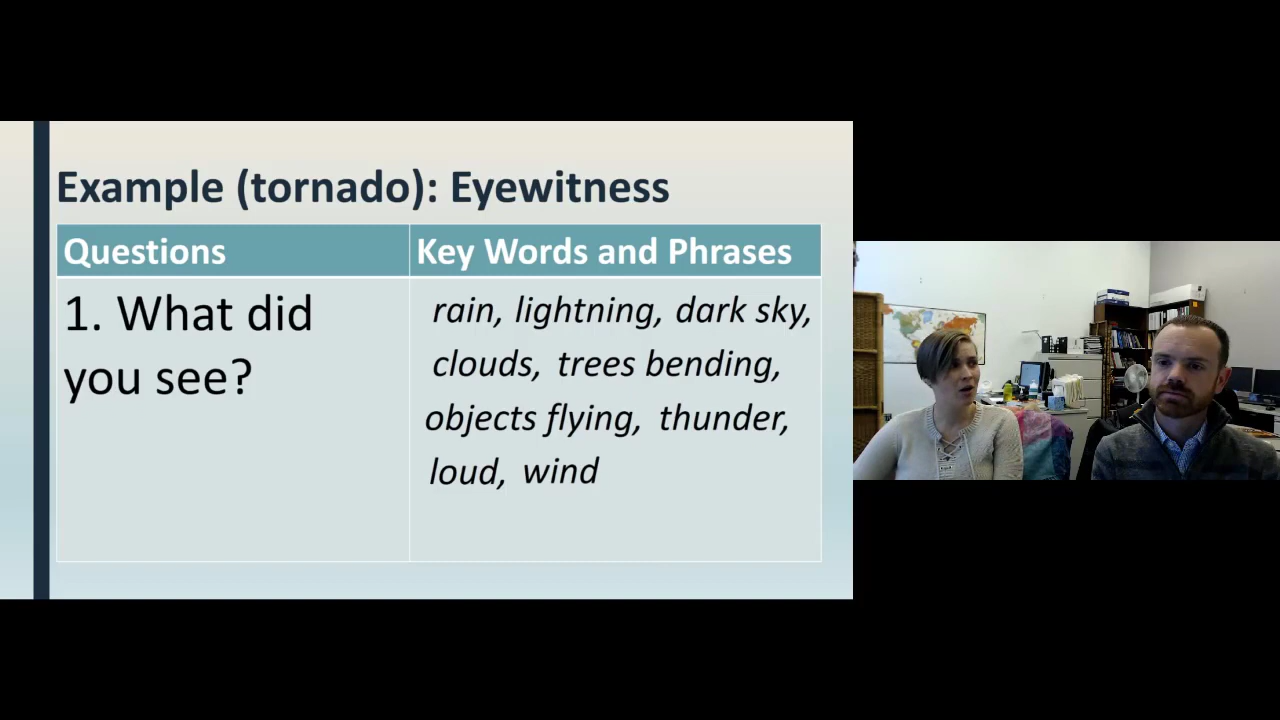 Example (tornado): Eyewitness
Questions
Key Words and Phrases
1. What did
you see?
rain, lightning, dark sky,
clouds, trees bending,
objects flying, thunder,
loud, wind